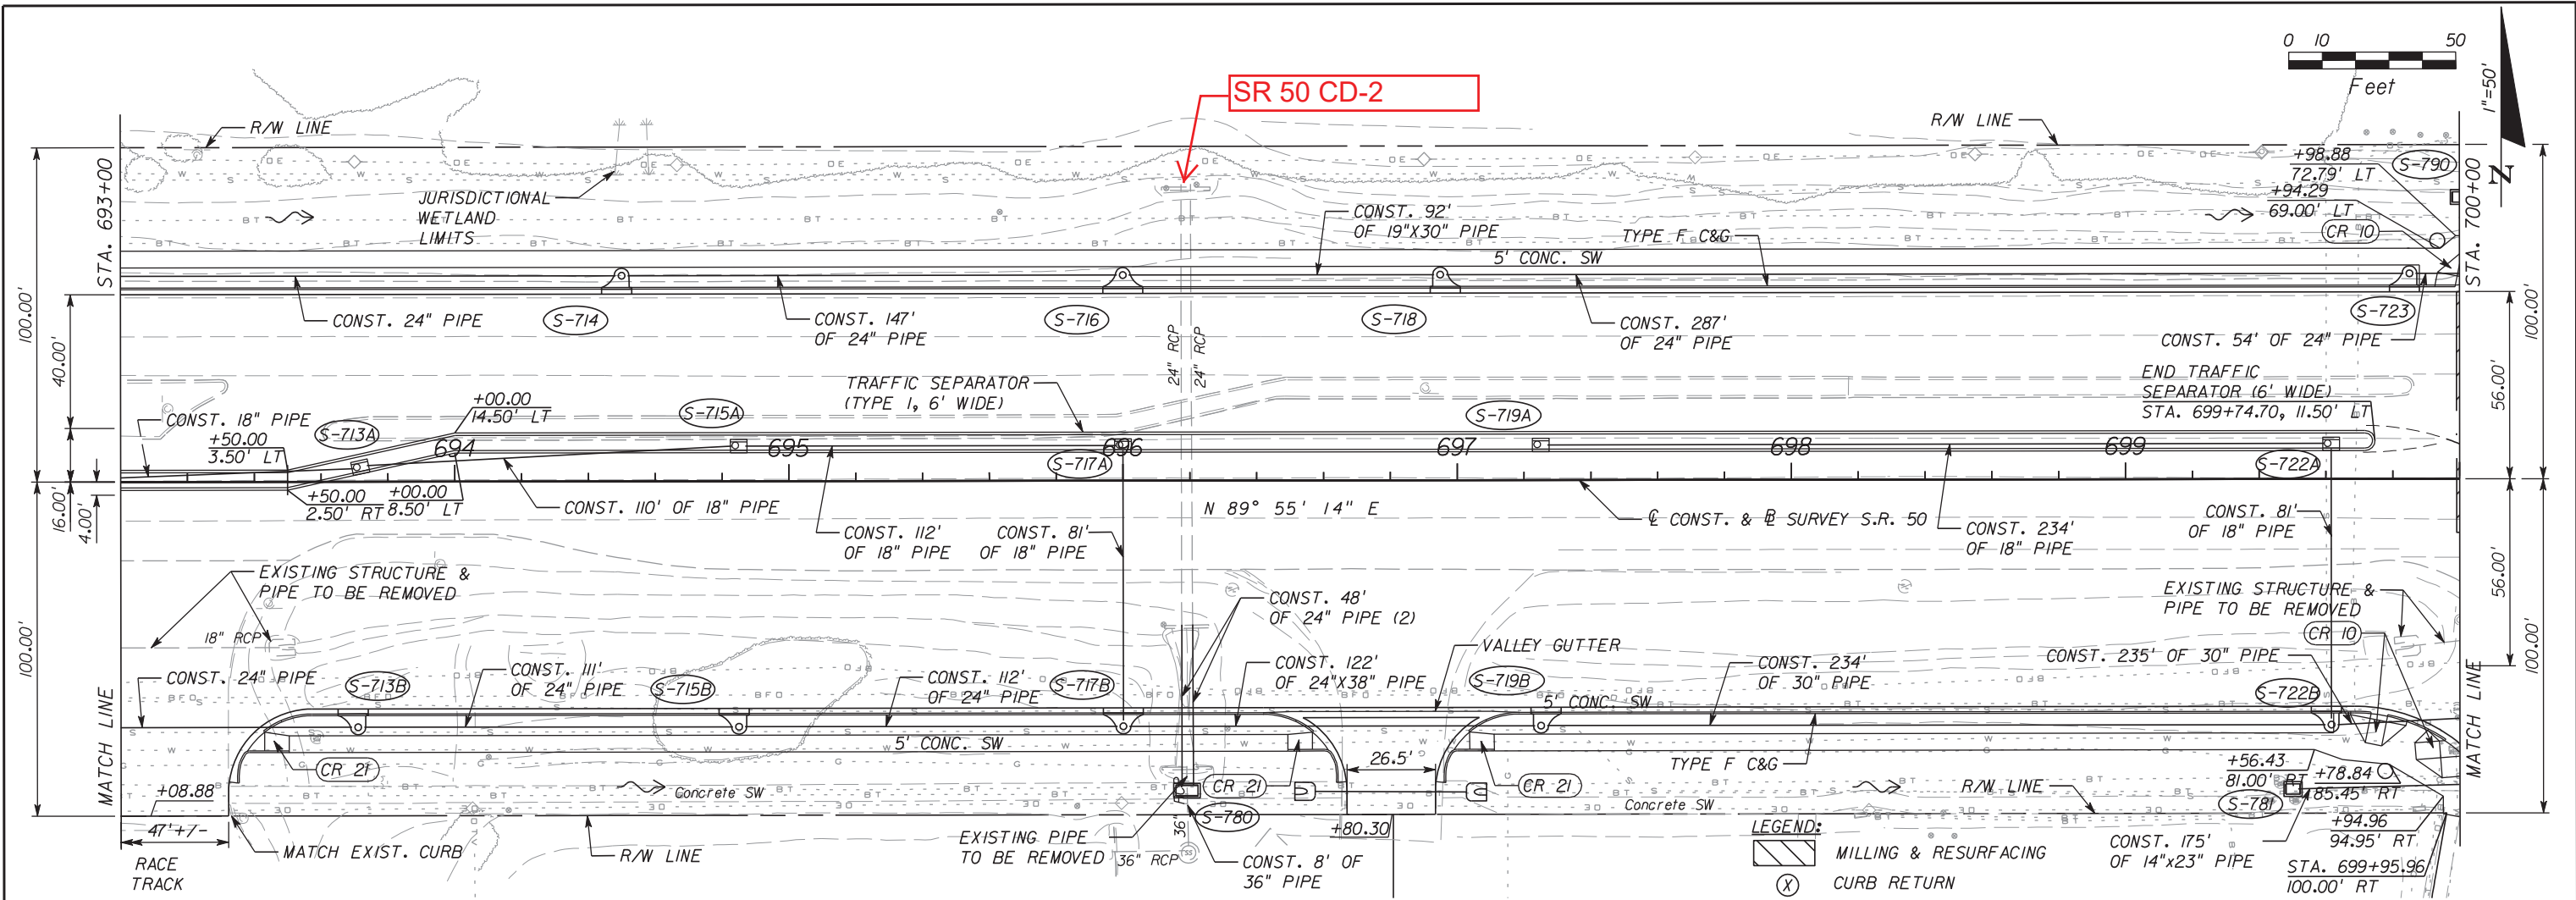 SR 50 CD-2
0 10 50
Feet
1"=50'
N
R/W LINE
R/W LINE
STA. 693+00
STA. 700+00
JURISDICTIONAL
WETLAND
LIMITS
+98.88
72.79' LT
S-790
+94.29
69.00' LT
CR 10
CONST. 92'
OF 19"X30" PIPE
TYPE F C&G
5' CONC. SW
100.00'
40.00'
16.00'
4.00'
100.00'
CONST. 24" PIPE
S-714
CONST. 147'
OF 24" PIPE
S-716
24" RCP
24" RCP
S-718
CONST. 287'
OF 24" PIPE
S-723
CONST. 54' OF 24" PIPE
100.00'
56.00'
56.00'
100.00'
CONST. 18" PIPE
+50.00
3.50' LT
S-713A
+00.00
14.50' LT
S-715A
TRAFFIC SEPARATOR
(TYPE 1, 6' WIDE)
S-719A
END TRAFFIC
SEPARATOR (6' WIDE)
STA. 699+74.70, 11.50' LT
694
695
696
697
698
699
S-717A
S-722A
+50.00
2.50' RT
+00.00
8.50' LT
CONST. 110' OF 18" PIPE
N 89° 55' 14" E
℄ CONST. & B SURVEY S.R. 50
CONST. 112'
OF 18" PIPE
CONST. 81'
OF 18" PIPE
CONST. 234'
OF 18" PIPE
CONST. 81'
OF 18" PIPE
EXISTING STRUCTURE &
PIPE TO BE REMOVED
18" RCP
CONST. 48'
OF 24" PIPE (2)
EXISTING STRUCTURE &
PIPE TO BE REMOVED
CR 10
VALLEY GUTTER
CONST. 24" PIPE
S-713B
CONST. 111'
OF 24" PIPE
S-715B
CONST. 112'
OF 24" PIPE
S-717B
CONST. 122'
OF 24"X38" PIPE
S-719B
CONST. 234'
OF 30" PIPE
CONST. 235' OF 30" PIPE
S-722B
5' CONC. SW
5' CONC. SW
MATCH LINE
MATCH LINE
CR 21
CR 21
CR 21
26.5'
TYPE F C&G
+08.88
Concrete SW
Concrete SW
R/W LINE
+56.43
81.00' RT
+78.84
85.45' RT
S-781
S-780
36"
+80.30
47'+/-
RACE
TRACK
MATCH EXIST. CURB
R/W LINE
EXISTING PIPE
TO BE REMOVED
36" RCP
CONST. 8' OF
36" PIPE
LEGEND:
MILLING & RESURFACING
X CURB RETURN
CONST. 175'
OF 14"x23" PIPE
+94.96
94.95' RT
STA. 699+95.96
100.00' RT